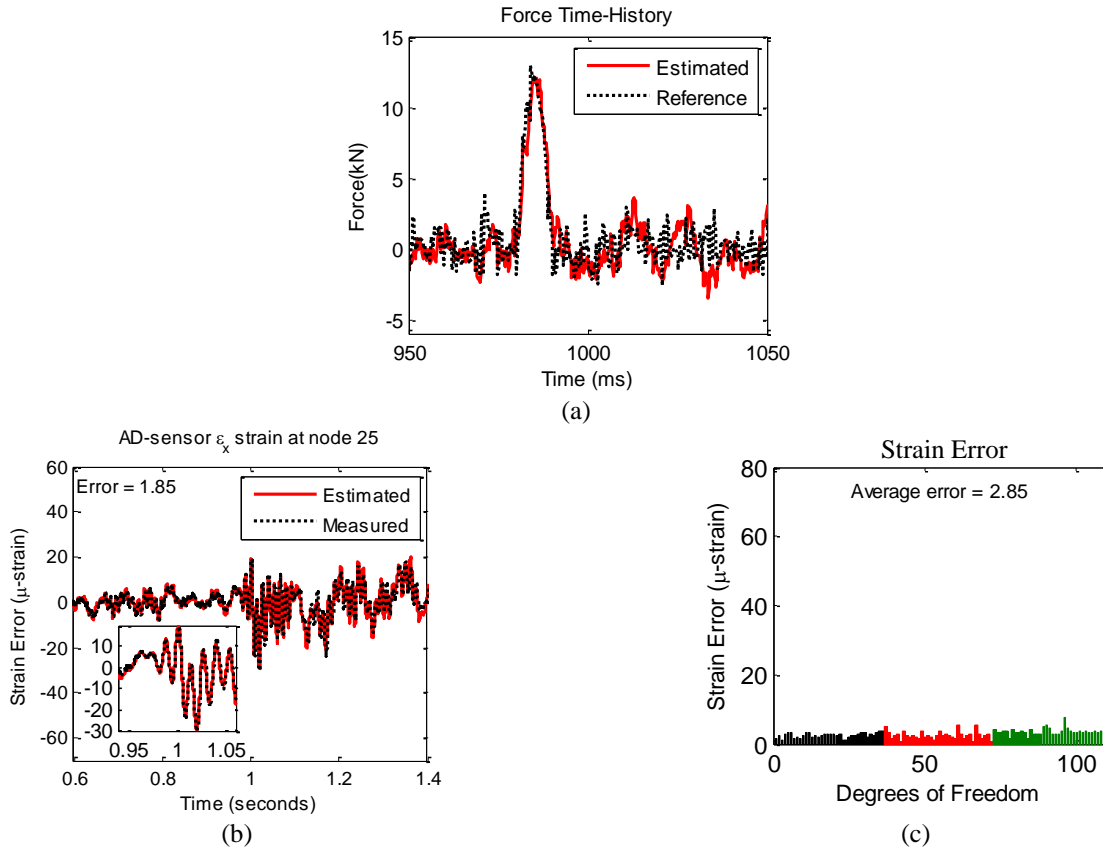 Force Time-History
15
10
5
0
-5
Force(kN)
Estimated
Reference
950
1000
1050
Time (ms)
(a)
AD-sensor εx strain at node 25
60
40
20
0
-20
-40
-60
Strain Error (μ-strain)
Error = 1.85
Estimated
Measured
10
0
-10
-20
-30
0.95
1
1.05
0.6
0.8
1
1.2
1.4
Time (seconds)
(b)
Strain Error
80
60
40
20
0
Strain Error (μ-strain)
Average error = 2.85
0
50
100
Degrees of Freedom
(c)